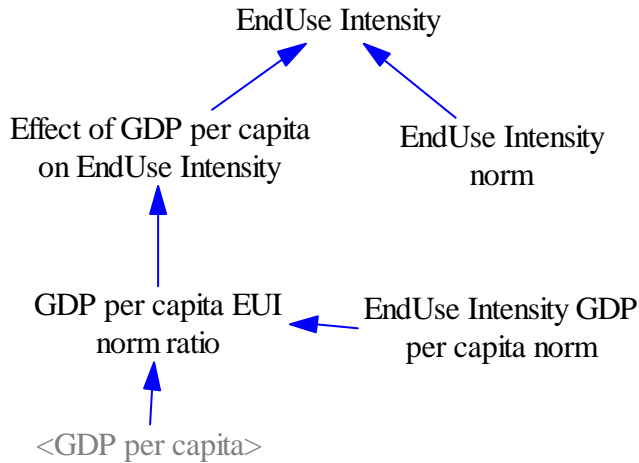 EndUse Intensity
Effect of GDP per capita
on EndUse Intensity
EndUse Intensity
norm
GDP per capita EUI
norm ratio
EndUse Intensity GDP
per capita norm
<GDP per capita>